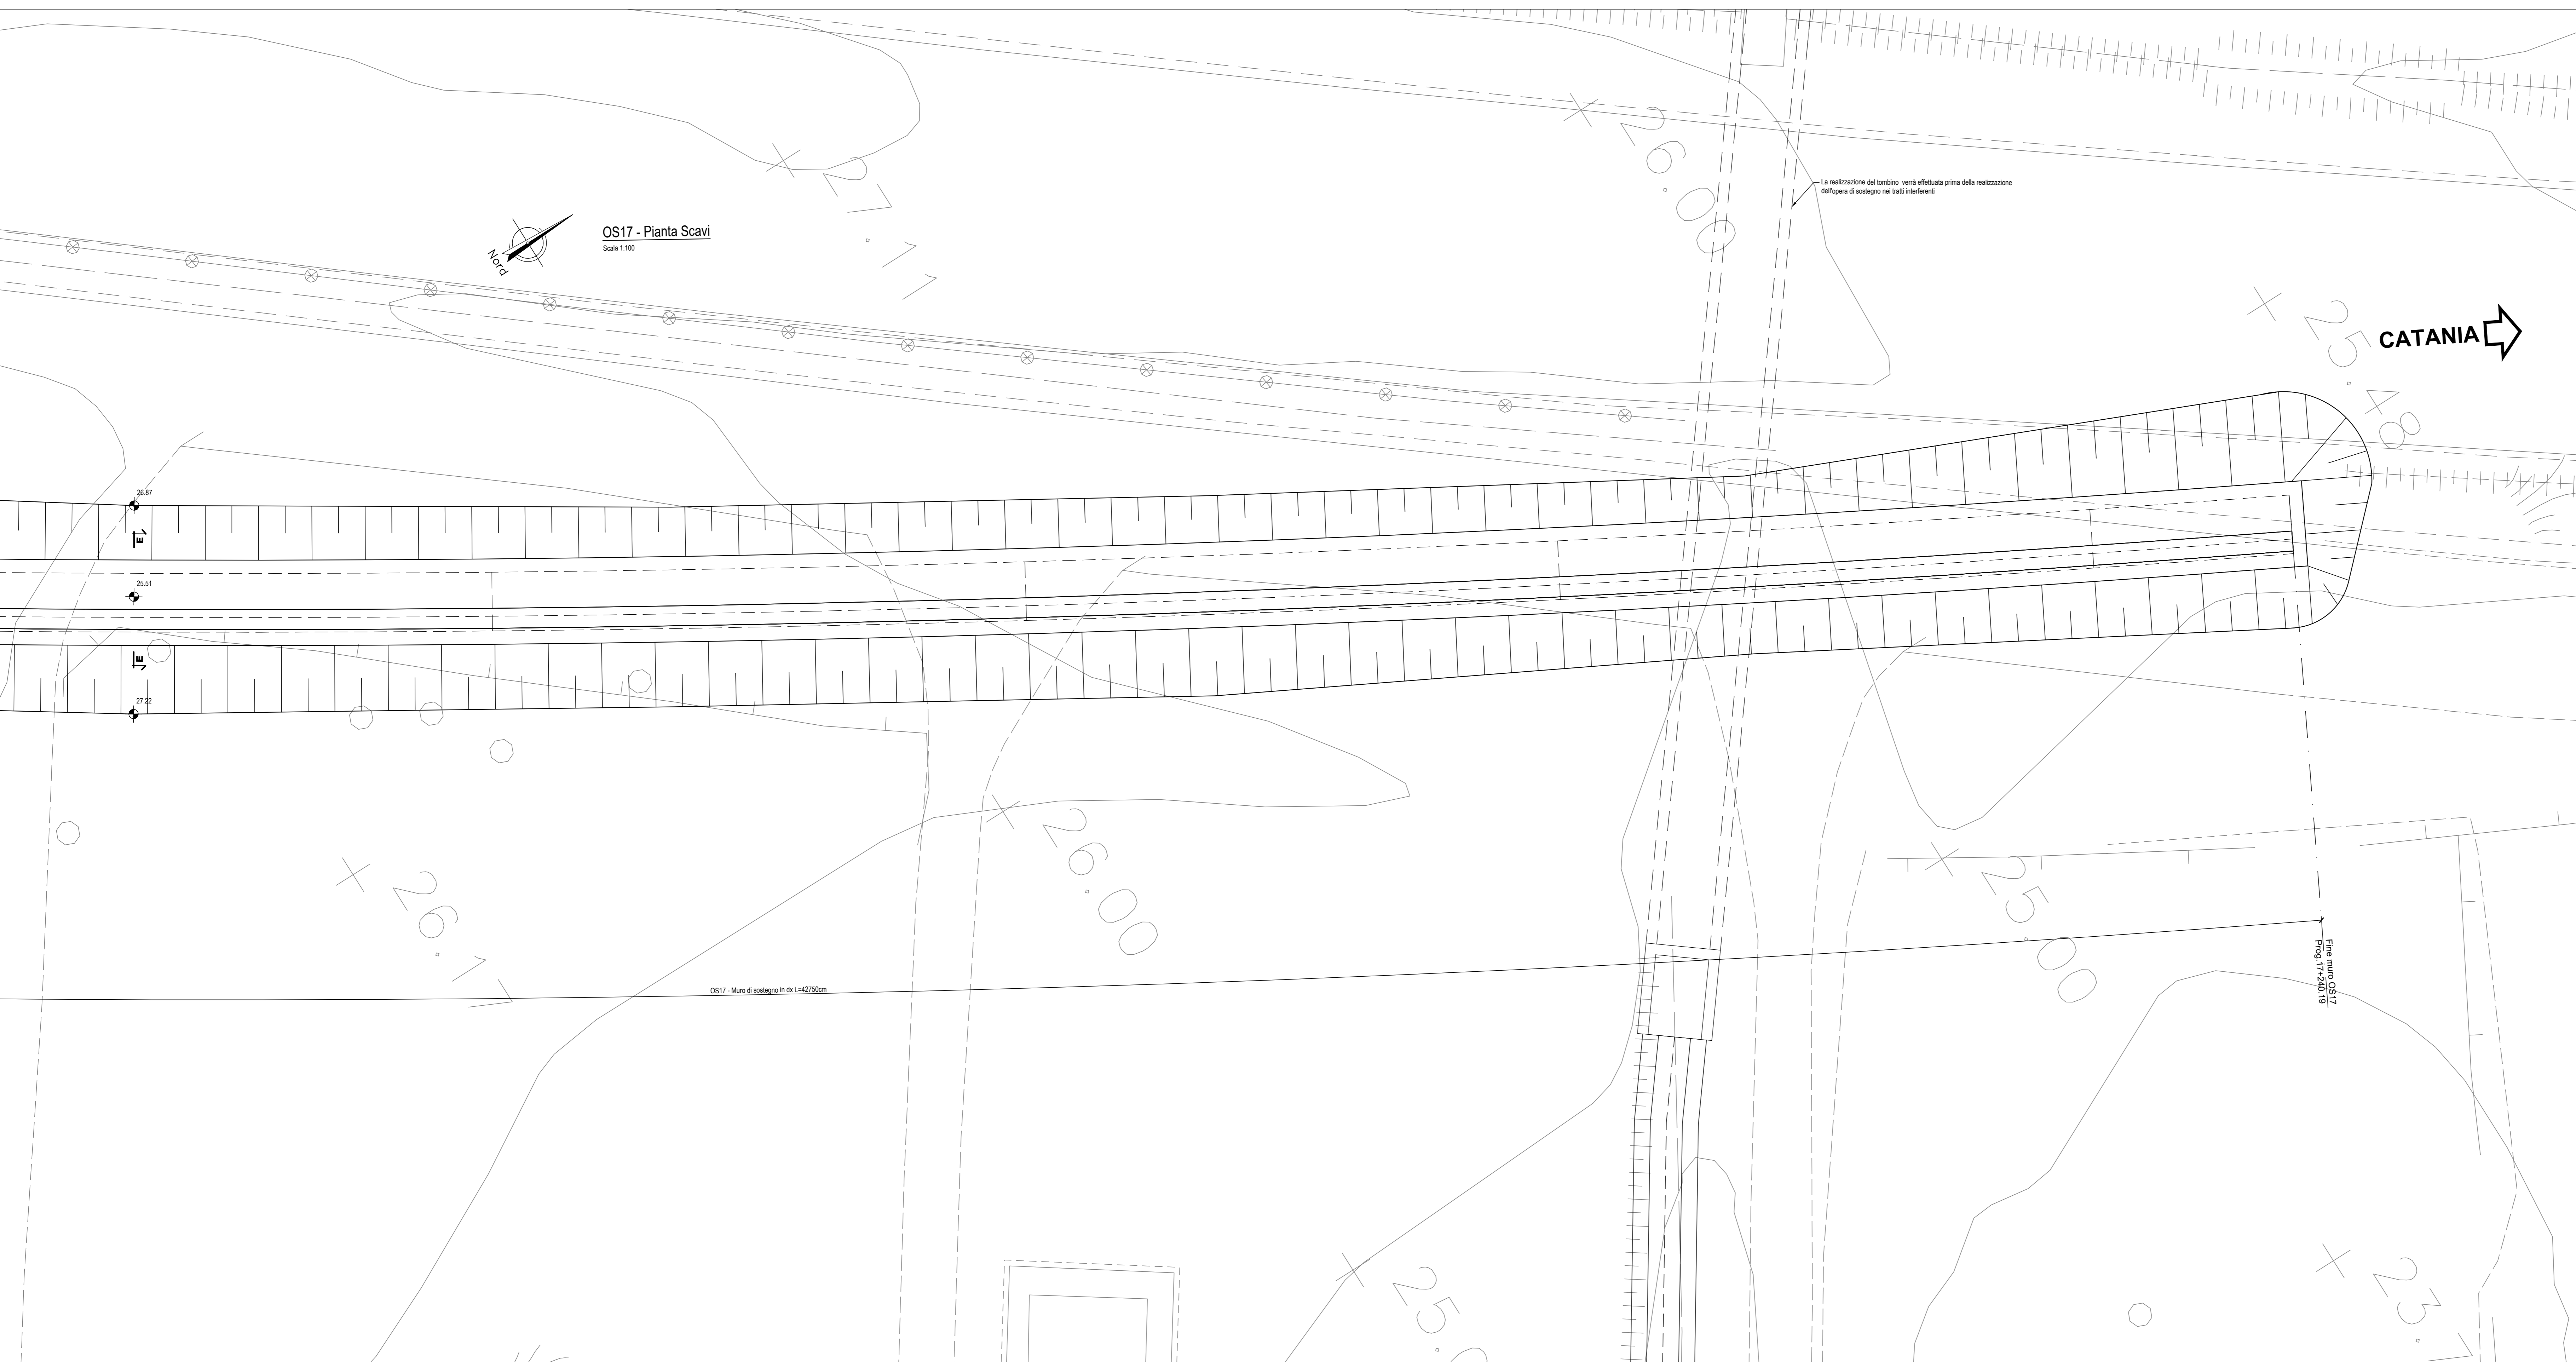 La realizzazione del tombino verrà effettuata prima della realizzazione
dell'opera di sostegno nei tratti interferenti
OS17 - Pianta Scavi
Scala 1:100
Nord
27.17
26.00
25.48
CATANIA
26.87
E
25.51
E
27.22
26.17
26.00
25.00
OS17 - Muro di sostegno in dx L=42750cm
Fine muro OS17
Prog.17+240.19